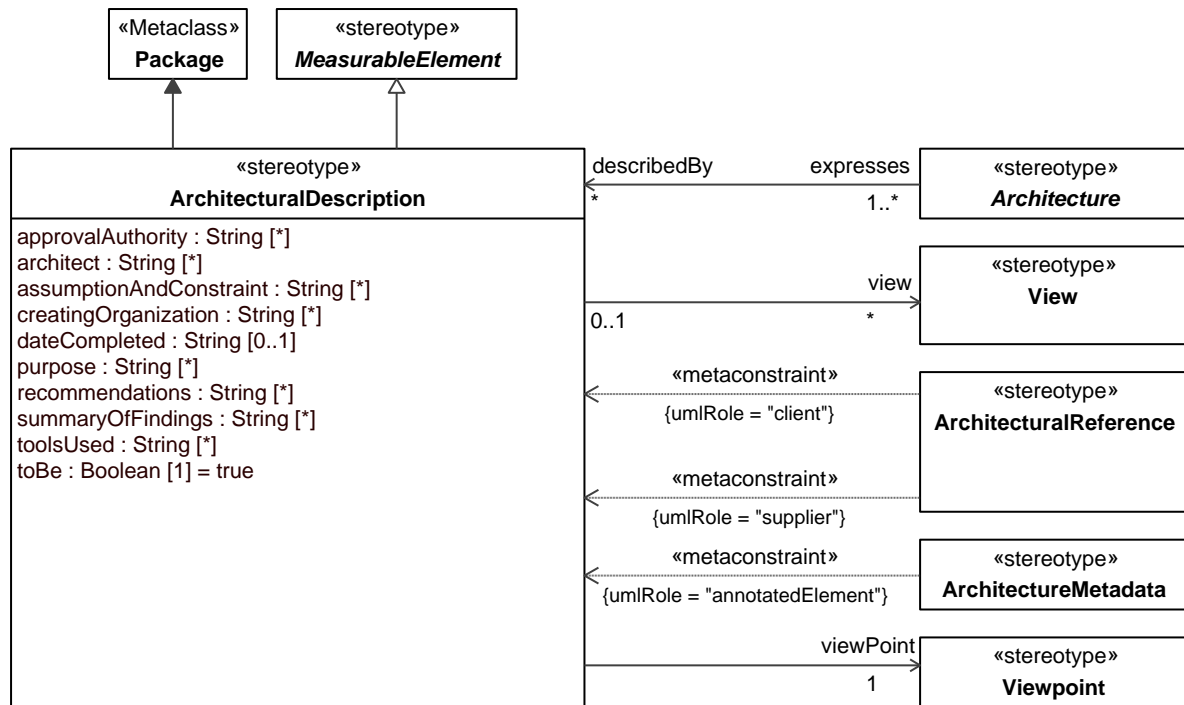 «Metaclass»
Package
«stereotype»
MeasurableElement
«stereotype»
ArchitecturalDescription
approvalAuthority : String [*]
architect : String [*]
assumptionAndConstraint : String [*]
creatingOrganization : String [*]
dateCompleted : String [0..1]
purpose : String [*]
recommendations : String [*]
summaryOfFindings : String [*]
toolsUsed : String [*]
toBe : Boolean [1] = true
describedBy
expresses
*
1..*
«stereotype»
Architecture
view
0..1
*
«stereotype»
View
«metaconstraint»
{umlRole = "client"}
«stereotype»
ArchitecturalReference
«metaconstraint»
{umlRole = "supplier"}
«metaconstraint»
{umlRole = "annotatedElement"}
«stereotype»
ArchitectureMetadata
viewPoint
1
«stereotype»
Viewpoint